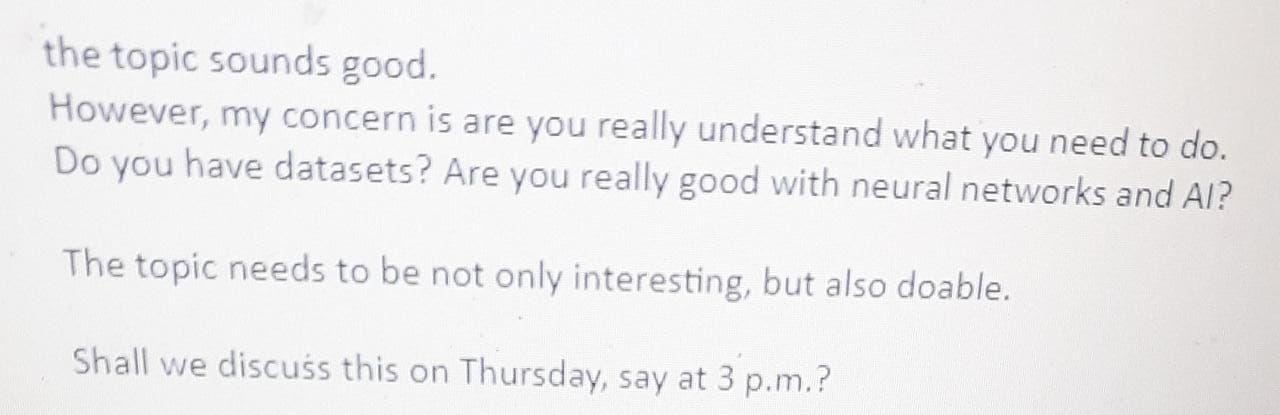 the topic sounds good.
However, my concern is are you really understand what you need to do.
Do you have datasets? Are you really good with neural networks and AI?
The topic needs to be not only interesting, but also doable.
Shall we discuss this on Thursday, say at 3 p.m.?